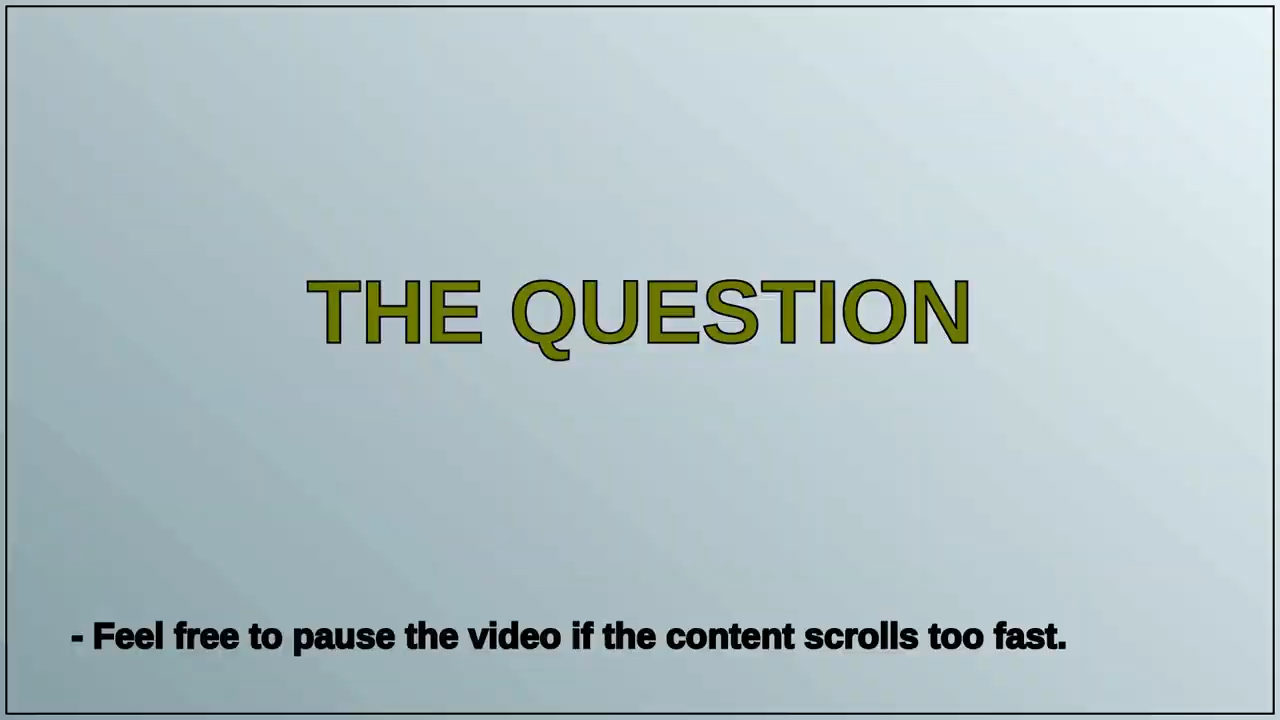 THE QUESTION
- Feel free to pause the video if the content scrolls too fast.